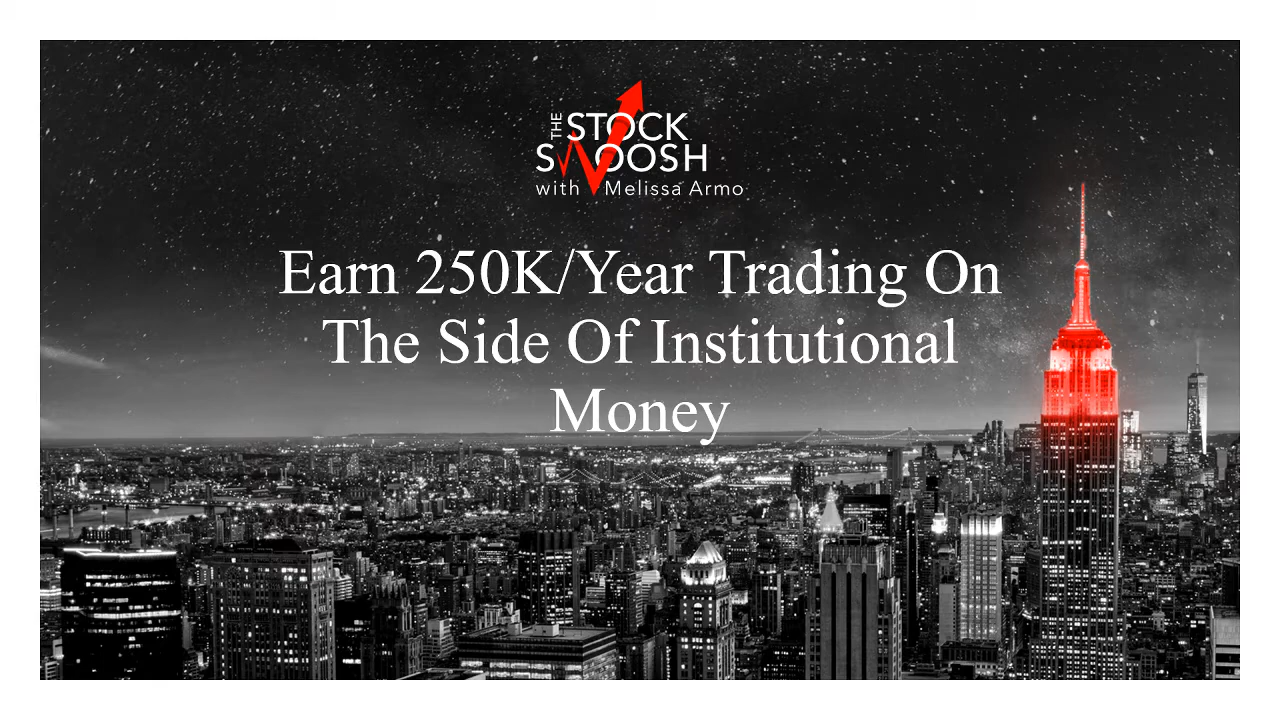 THE STOCK
SWOOSH
with Melissa Armo
Earn 250K/Year Trading On
The Side Of Institutional
Money